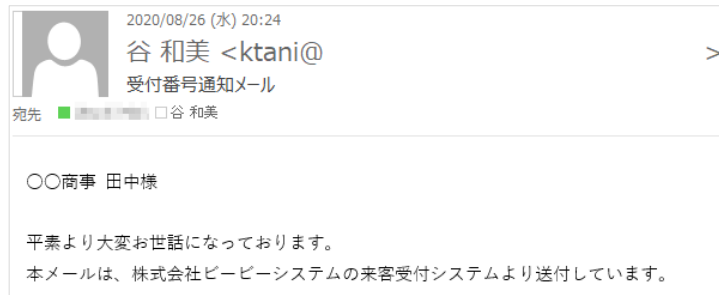 2020/08/26 (水) 20:24
谷 和美 <ktani@ >
受付番号通知メール
宛先 谷 和美
〇〇商事 田中様
平素より大変お世話になっております。
本メールは、株式会社ビービーシステムの来客受付システムより送付しています。